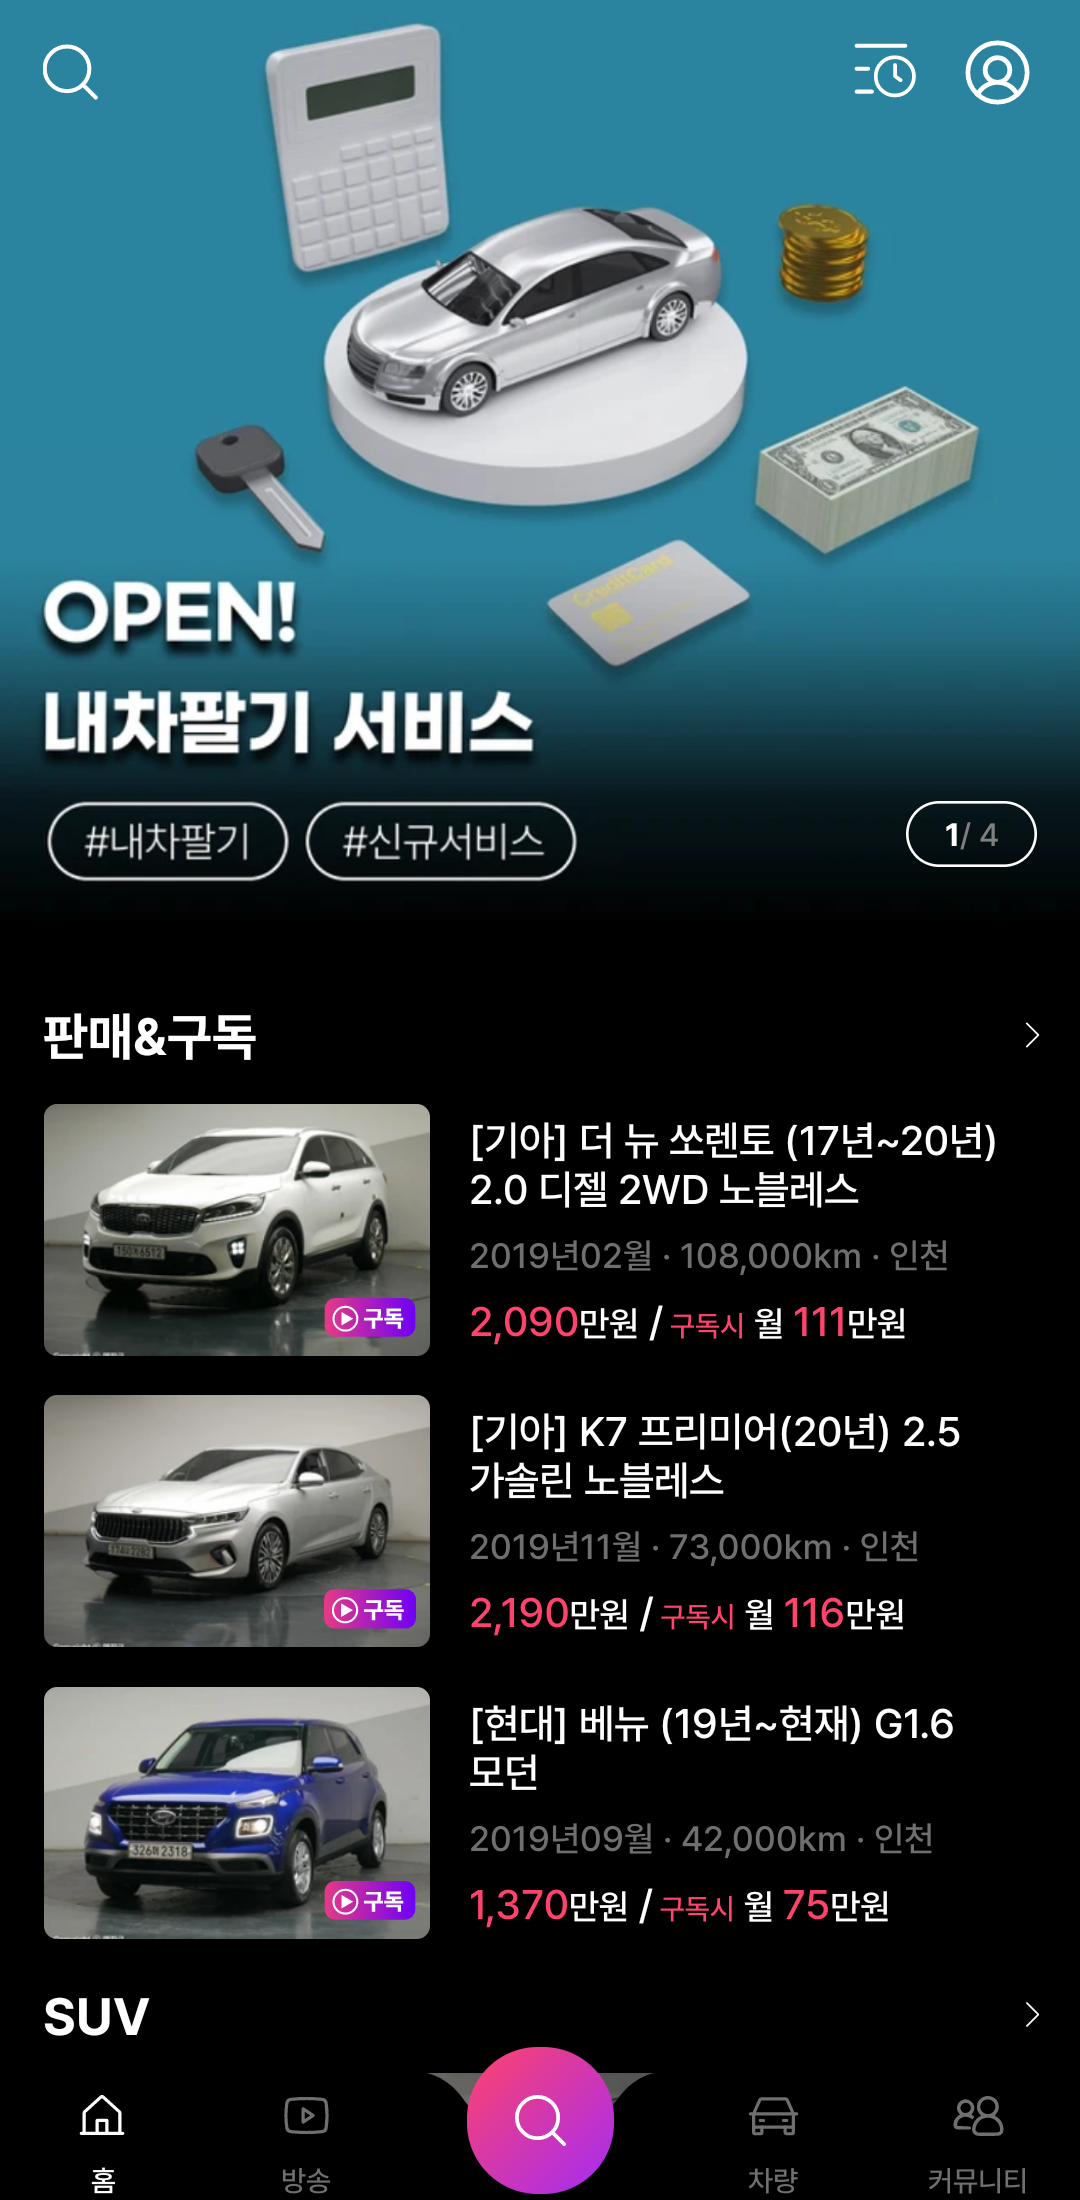 CreditCard
OPEN!
내차팔기 서비스
#내차팔기 #신규서비스
1/ 4
판매&구독
[기아] 더 뉴 쏘렌토 (17년~20년)
2.0 디젤 2WD 노블레스
2019년02월 · 108,000km · 인천
2,090만원 / 구독시 월 111만원
구독
[기아] K7 프리미어(20년) 2.5
가솔린 노블레스
2019년11월 · 73,000km · 인천
2,190만원 / 구독시 월 116만원
구독
[현대] 베뉴 (19년~현재) G1.6
모던
2019년09월 · 42,000km · 인천
1,370만원 / 구독시 월 75만원
326머 2318
구독
SUV
홈
방송
차량
커뮤니티